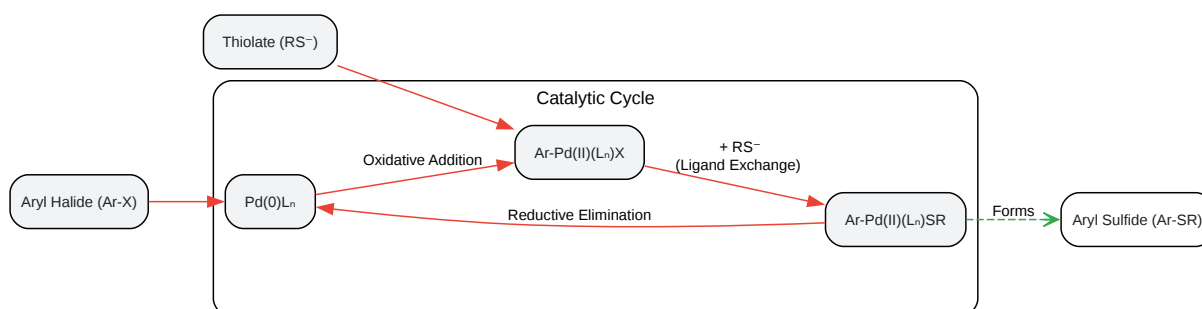 Thiolate (RS⁻)
Catalytic Cycle
Ar-Pd(II)(Lₙ)X
+ RS⁻
(Ligand Exchange)
Oxidative Addition
Aryl Halide (Ar-X)
Pd(0)Lₙ
Reductive Elimination
Ar-Pd(II)(Lₙ)SR
Forms
Aryl Sulfide (Ar-SR)